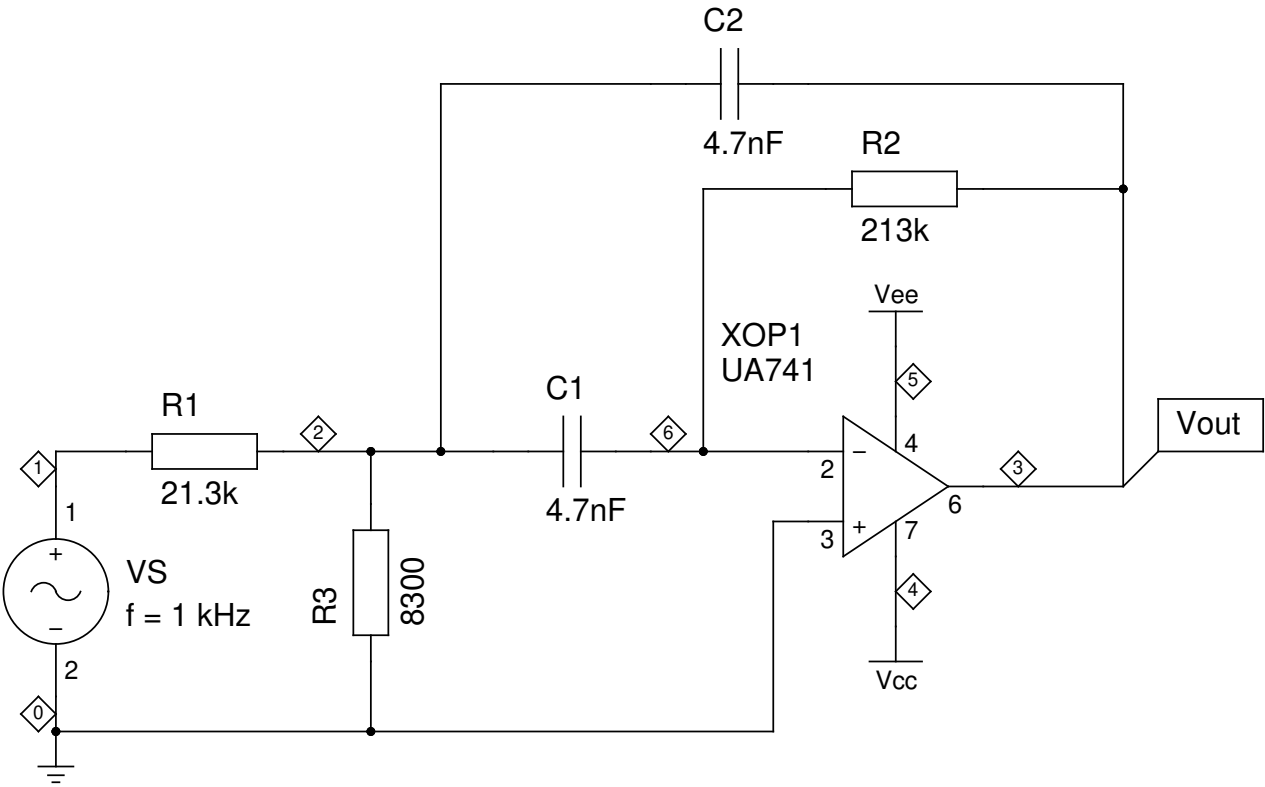 C2
4.7nF
R2
213k
Vee
XOP1
UA741
5
C1
R1
2
6
4
Vout
1
−
2
3
21.3k
1
4.7nF
+
3
7
6
+
VS
R3
8300
4
f = 1 kHz
−
2
Vcc
0